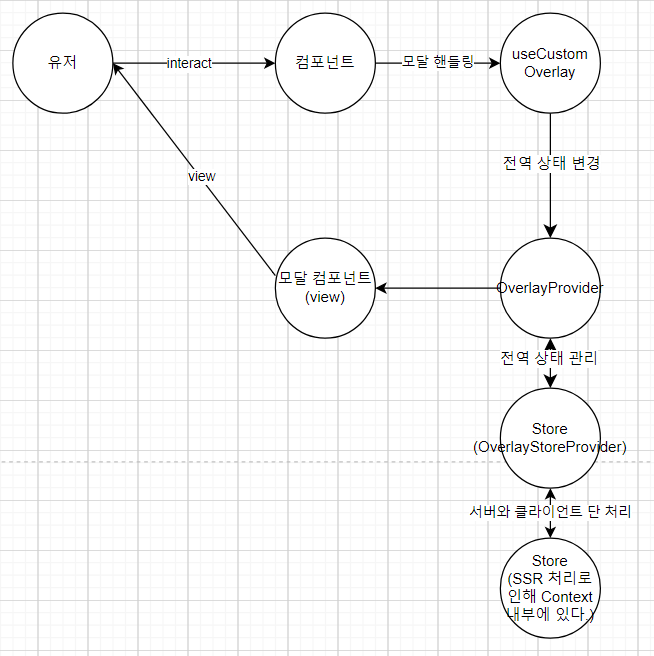 유저
interact
컴포넌트
모달 핸들링
useCustom
Overlay
전역 상태 변경
view
모달 컴포넌트
(view)
OverlayProvider
전역 상태 관리
Store
(OverlayStoreProvider)
서버와 클라이언트 단 처리
Store
(SSR 처리로
인해 Context
내부에 있다.)